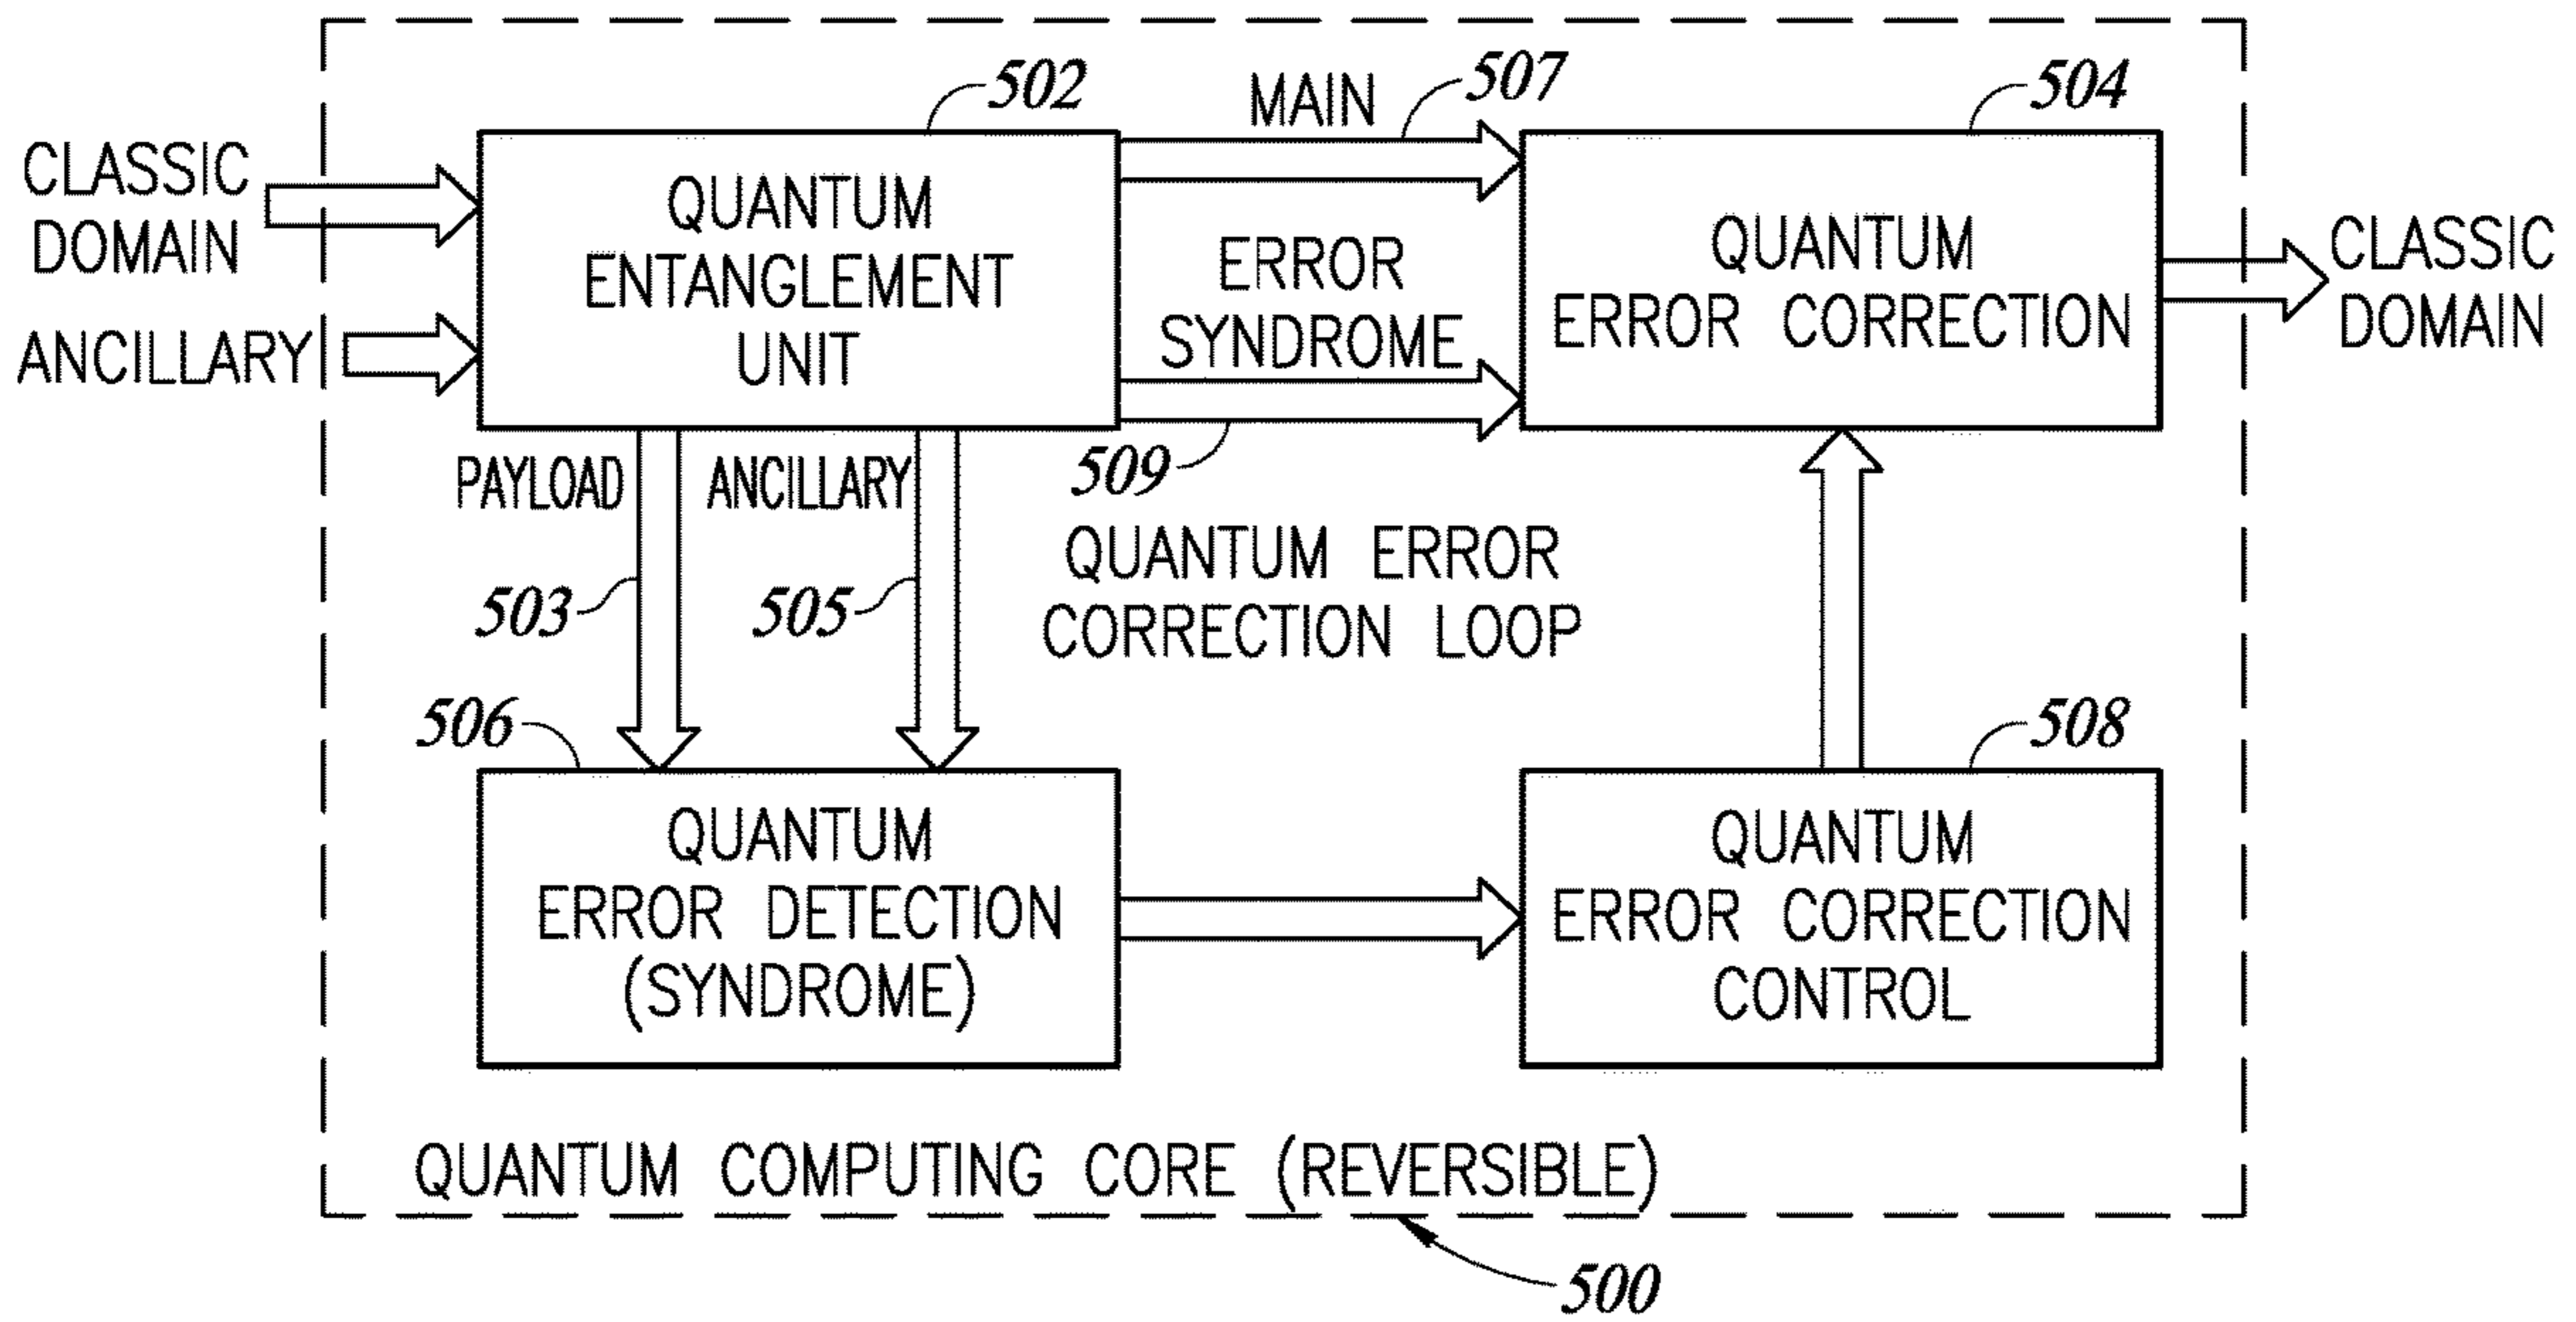 502
MAIN
507
504
CLASSIC
DOMAIN
ANCILLARY
QUANTUM
ENTANGLEMENT
UNIT
ERROR
SYNDROME
QUANTUM
ERROR CORRECTION
CLASSIC
DOMAIN
PAYLOAD
ANCILLARY
509
503
505
QUANTUM ERROR
CORRECTION LOOP
506
508
QUANTUM
ERROR DETECTION
(SYNDROME)
QUANTUM
ERROR CORRECTION
CONTROL
QUANTUM COMPUTING CORE (REVERSIBLE)
500